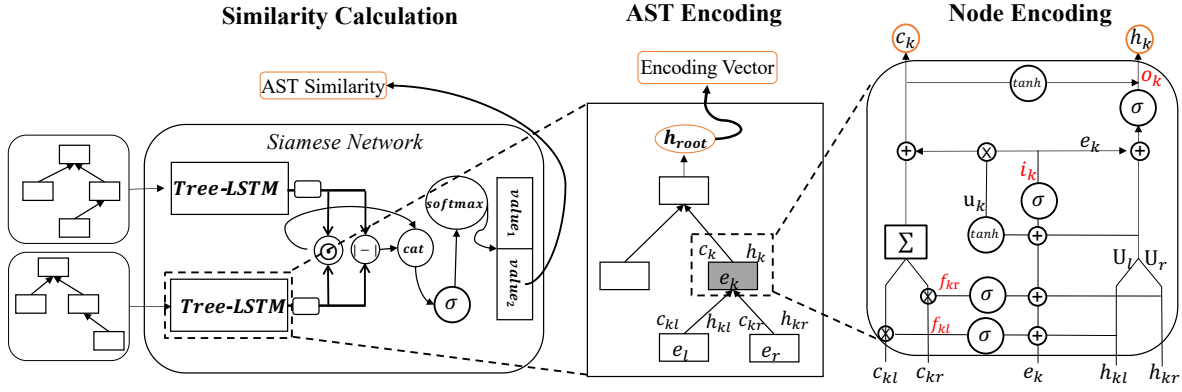 Similarity Calculation
AST Encoding
Node Encoding
AST Similarity
Siamese Network
Tree-LSTM
Tree-LSTM
|−|
cat
σ
softmax
value₁
value₂
Encoding Vector
h_root
c_k h_k
e_k
c_kl h_kl c_kr h_kr
e_l e_r
c_k h_k
tanh o_k
σ
e_k
i_k
u_k σ
tanh
Σ
U_l U_r
f_kr σ
f_kl σ
c_kl c_kr e_k h_kl h_kr